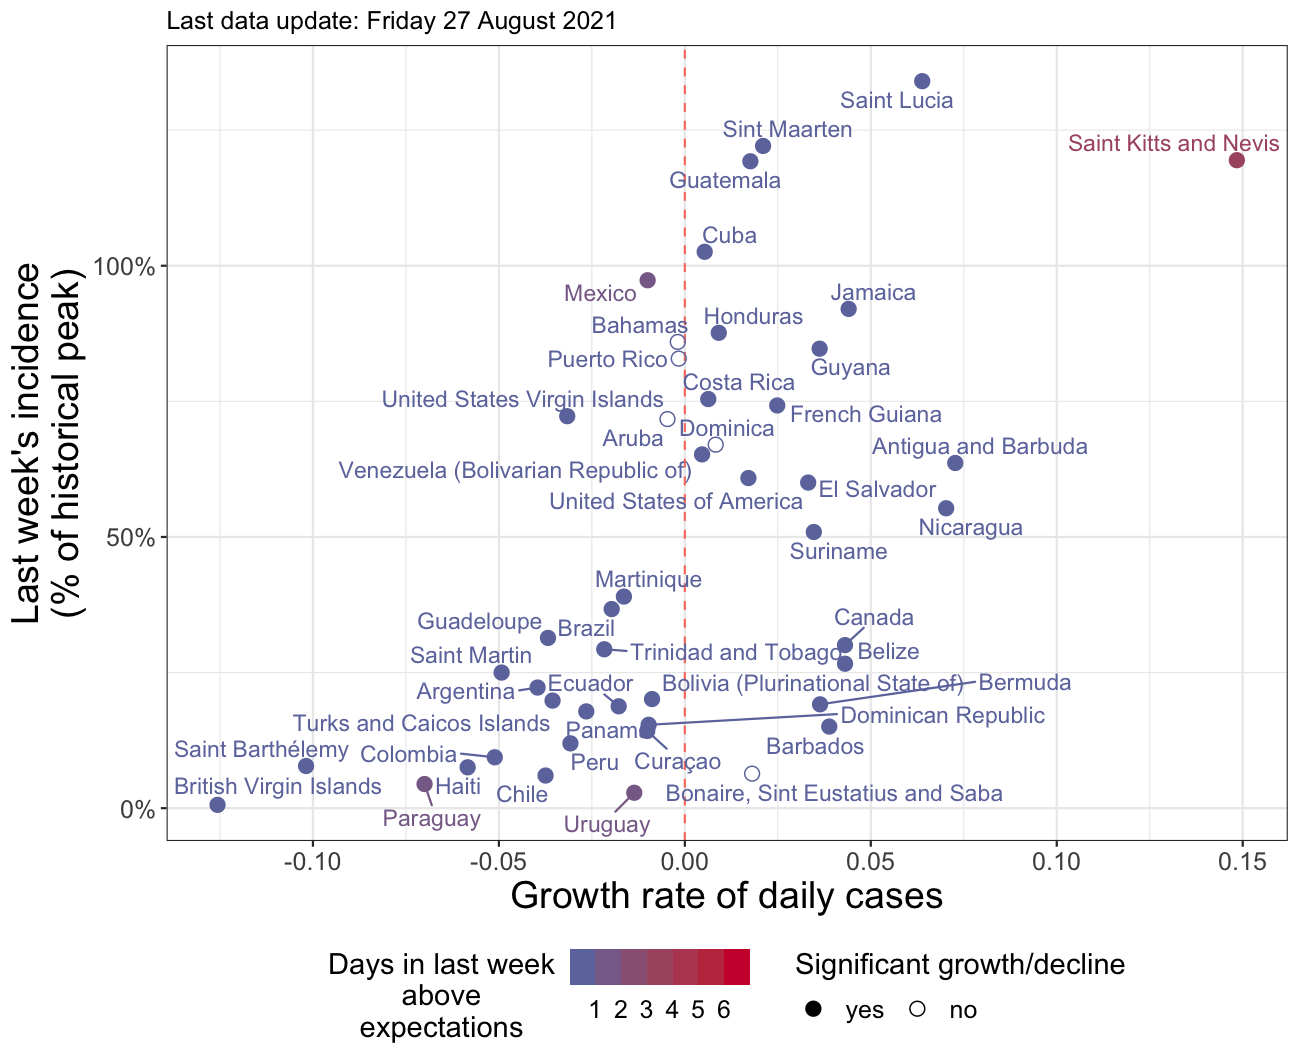 Last data update: Friday 27 August 2021
Last week's incidence
(% of historical peak)
100%
50%
0%
Saint Lucia
Sint Maarten
Saint Kitts and Nevis
Guatemala
Cuba
Mexico
Jamaica
Honduras
Bahamas
Puerto Rico
Guyana
Costa Rica
United States Virgin Islands
French Guiana
Dominica
Aruba
Antigua and Barbuda
Venezuela (Bolivarian Republic of)
El Salvador
United States of America
Nicaragua
Suriname
Martinique
Canada
Guadeloupe
Brazil
Trinidad and Tobago
Belize
Saint Martin
Argentina
Ecuador
Bolivia (Plurinational State of)
Bermuda
Dominican Republic
Turks and Caicos Islands
Panama
Barbados
Saint Barthélemy
Colombia
Peru
Curaçao
British Virgin Islands
Haiti
Chile
Bonaire, Sint Eustatius and Saba
Paraguay
Uruguay
-0.10 -0.05 0.00 0.05 0.10 0.15
Growth rate of daily cases
Days in last week
above
expectations
1 2 3 4 5 6
Significant growth/decline
yes no